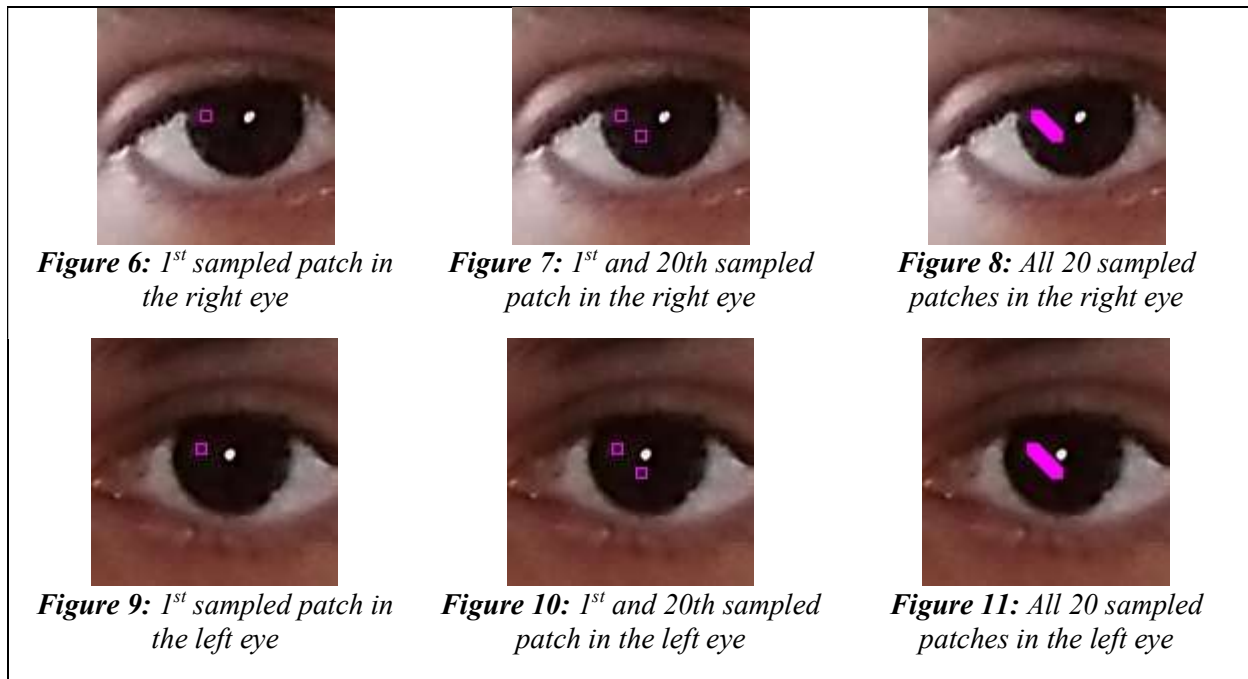 Figure 6: 1st sampled patch in
the right eye
Figure 7: 1st and 20th sampled
patch in the right eye
Figure 8: All 20 sampled
patches in the right eye
Figure 9: 1st sampled patch in
the left eye
Figure 10: 1st and 20th sampled
patch in the left eye
Figure 11: All 20 sampled
patches in the left eye